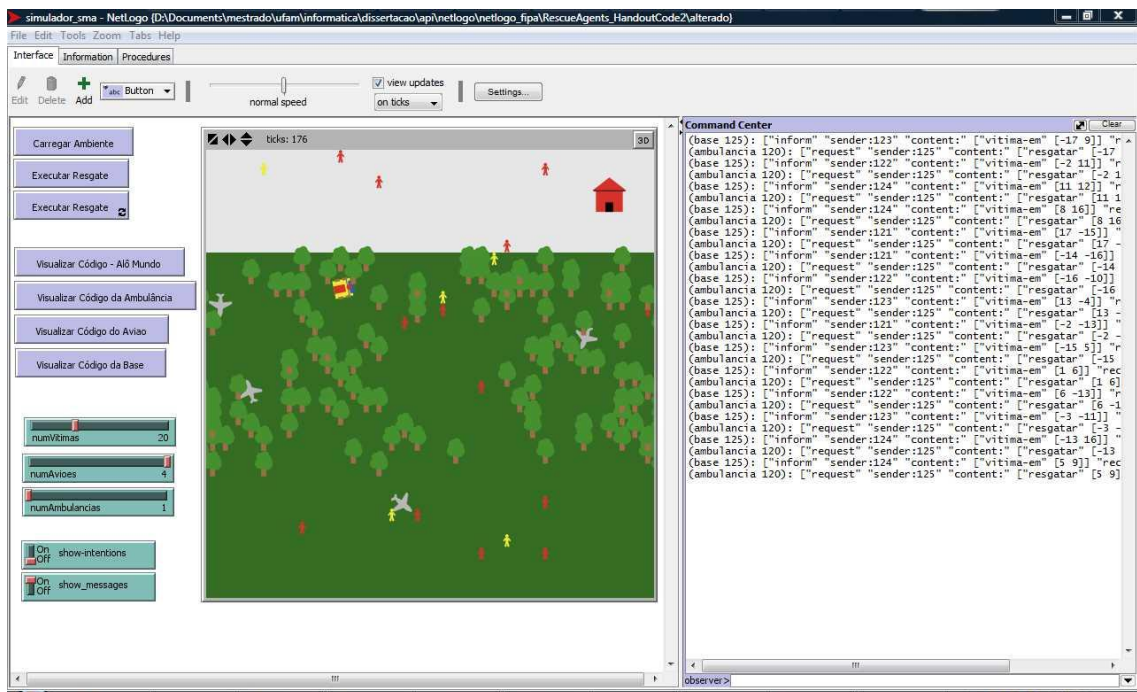 simulador_sma - NetLogo {D:\Documents\mestrado\ufam\informatica\dissertacao\api\netlogo\netlogo_fipa\RescueAgents_HandoutCode2\alterado}
File Edit Tools Zoom Tabs Help
Interface Information Procedures
Edit Delete Add
abc Button
normal speed
view updates
on ticks
Settings...
Carregar Ambiente
Executar Resgate
Executar Resgate
Visualizar Código - Alô Mundo
Visualizar Código da Ambulância
Visualizar Código do Aviao
Visualizar Código da Base
numVitimas 20
numAvioes 4
numAmbulancias 1
On
Off show-intentions
On
Off show_messages
ticks: 176
3D
Command Center Clear
(base 125): ["inform" "sender:123" "content:" ["vitima-em" [-17 9]] "r
(ambulancia 120): ["request" "sender:125" "content:" ["resgatar" [-17
(base 125): ["inform" "sender:122" "content:" ["vitima-em" [-2 11]] "r
(ambulancia 120): ["request" "sender:125" "content:" ["resgatar" [-2 1
(base 125): ["inform" "sender:124" "content:" ["vitima-em" [11 12]] "r
(ambulancia 120): ["request" "sender:125" "content:" ["resgatar" [11 1
(base 125): ["inform" "sender:124" "content:" ["vitima-em" [8 16]] "re
(ambulancia 120): ["request" "sender:125" "content:" ["resgatar" [8 16
(base 125): ["inform" "sender:121" "content:" ["vitima-em" [17 -15]] "r
(ambulancia 120): ["request" "sender:125" "content:" ["resgatar" [17 -
(base 125): ["inform" "sender:121" "content:" ["vitima-em" [-14 -16]]
(ambulancia 120): ["request" "sender:125" "content:" ["resgatar" [-14
(base 125): ["inform" "sender:122" "content:" ["vitima-em" [-16 -10]]
(ambulancia 120): ["request" "sender:125" "content:" ["resgatar" [-16
(base 125): ["inform" "sender:123" "content:" ["vitima-em" [13 -4]] "r
(ambulancia 120): ["request" "sender:125" "content:" ["resgatar" [13 -
(base 125): ["inform" "sender:121" "content:" ["vitima-em" [-2 -13]] "
(ambulancia 120): ["request" "sender:125" "content:" ["resgatar" [-2 -
(base 125): ["inform" "sender:123" "content:" ["vitima-em" [-15 5]] "r
(ambulancia 120): ["request" "sender:125" "content:" ["resgatar" [-15
(base 125): ["inform" "sender:122" "content:" ["vitima-em" [1 6]] "rec
(ambulancia 120): ["request" "sender:125" "content:" ["resgatar" [1 6]
(base 125): ["inform" "sender:122" "content:" ["vitima-em" [6 -13]] "r
(ambulancia 120): ["request" "sender:125" "content:" ["resgatar" [6 -1
(base 125): ["inform" "sender:123" "content:" ["vitima-em" [-3 -11]] "
(ambulancia 120): ["request" "sender:125" "content:" ["resgatar" [-3 -
(base 125): ["inform" "sender:124" "content:" ["vitima-em" [-13 16]] "
(ambulancia 120): ["request" "sender:125" "content:" ["resgatar" [-13
(base 125): ["inform" "sender:124" "content:" ["vitima-em" [5 9]] "rec
(ambulancia 120): ["request" "sender:125" "content:" ["resgatar" [5 9]
observer>